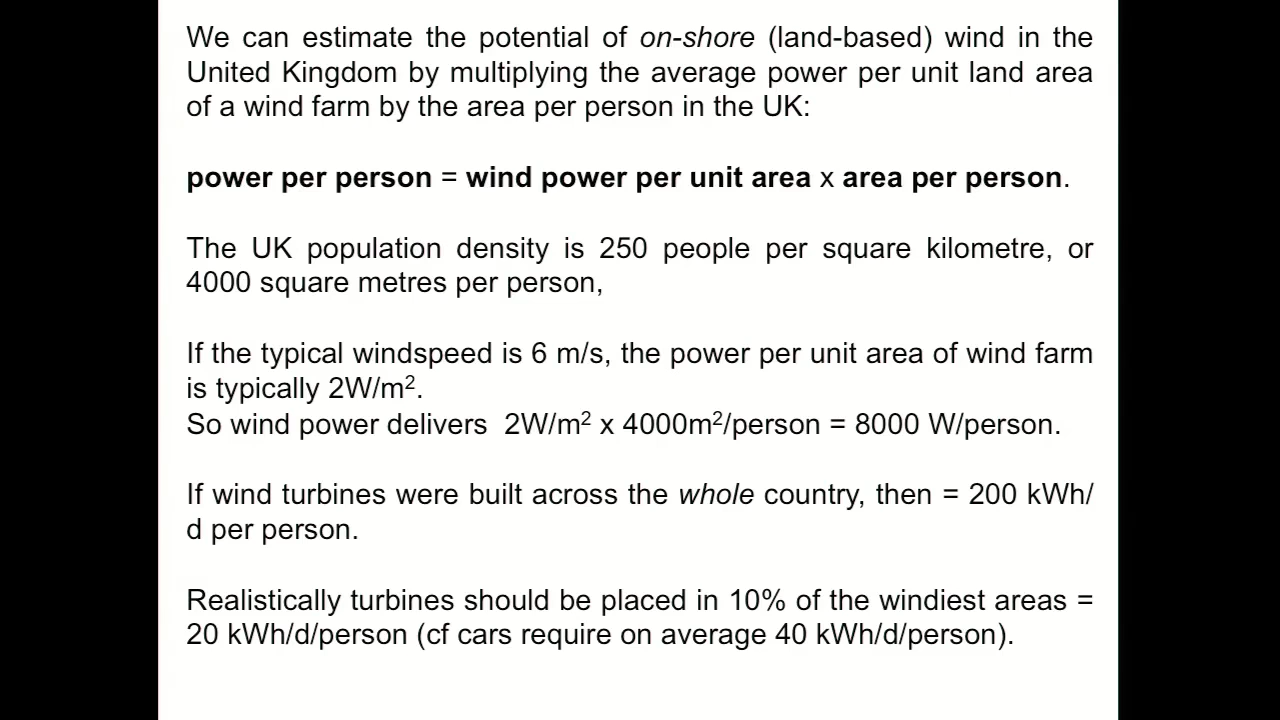 We can estimate the potential of on-shore (land-based) wind in the
United Kingdom by multiplying the average power per unit land area
of a wind farm by the area per person in the UK:
power per person = wind power per unit area x area per person.
The UK population density is 250 people per square kilometre, or
4000 square metres per person,
If the typical windspeed is 6 m/s, the power per unit area of wind farm
is typically 2W/m².
So wind power delivers 2W/m² x 4000m²/person = 8000 W/person.
If wind turbines were built across the whole country, then = 200 kWh/
d per person.
Realistically turbines should be placed in 10% of the windiest areas =
20 kWh/d/person (cf cars require on average 40 kWh/d/person).